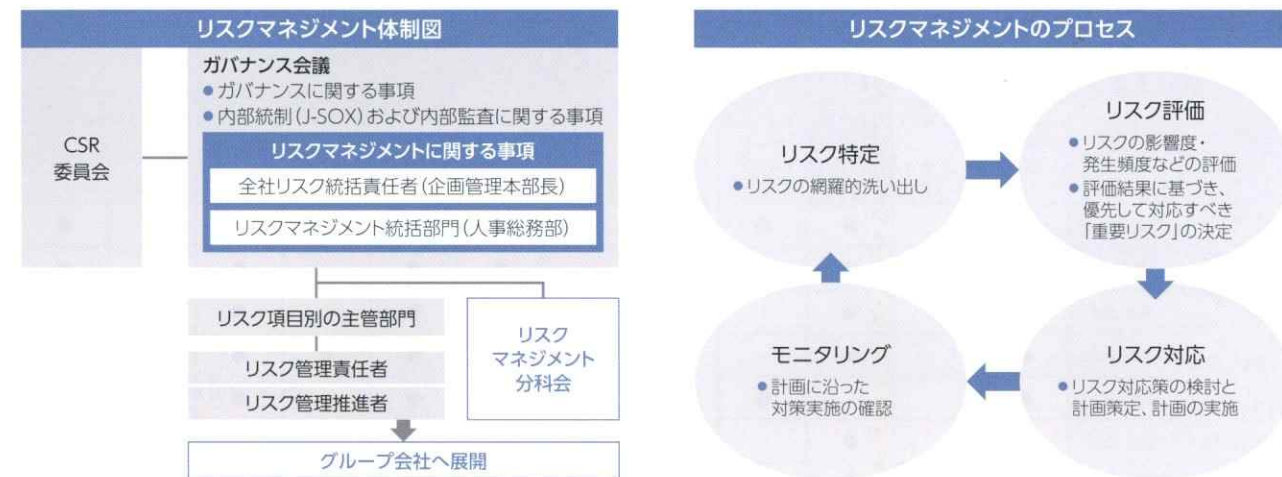 リスクマネジメント体制図
CSR
委員会
ガバナンス会議
●ガバナンスに関する事項
●内部統制(J-SOX)および内部監査に関する事項
リスクマネジメントに関する事項
全社リスク統括責任者(企画管理本部長)
リスクマネジメント統括部門(人事総務部)
リスク項目別の主管部門
リスク管理責任者
リスク管理推進者
リスク
マネジメント
分科会
グループ会社へ展開
リスクマネジメントのプロセス
リスク特定
●リスクの網羅的洗い出し
リスク評価
●リスクの影響度・
発生頻度などの評価
●評価結果に基づき、
優先して対応すべき
「重要リスク」の決定
リスク対応
●リスク対応策の検討と
計画策定、計画の実施
モニタリング
●計画に沿った
対策実施の確認